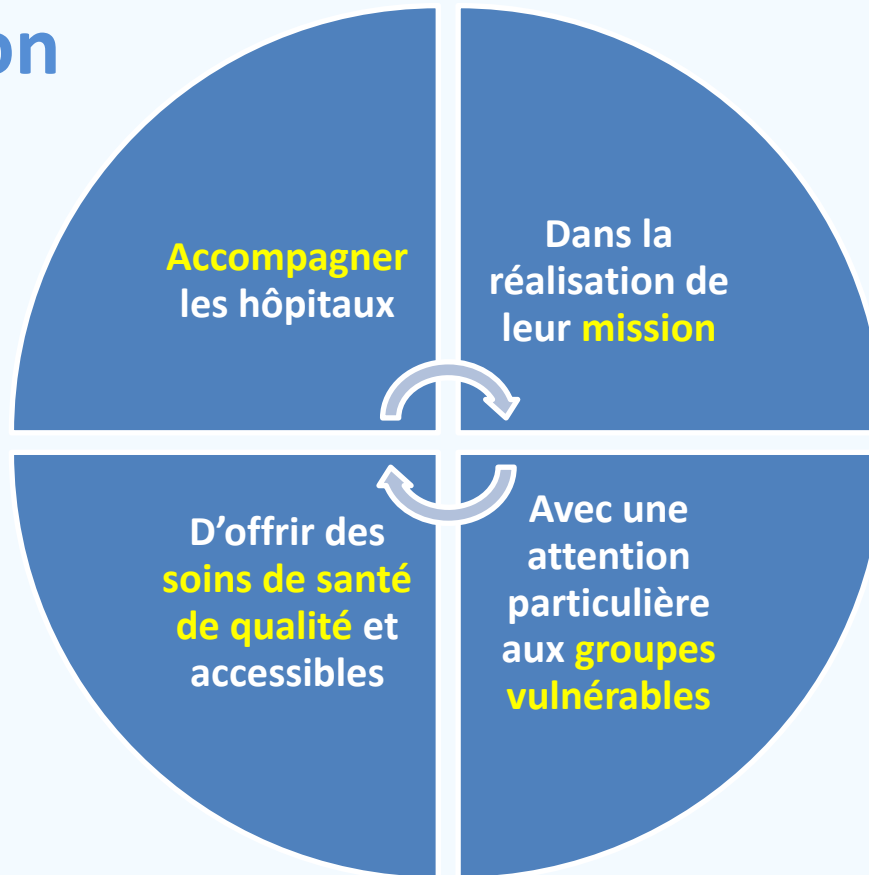 on
Accompagner
les hôpitaux
Dans la
réalisation de
leur mission
Avec une
attention
particulière
aux groupes
vulnérables
D’offrir des
soins de santé
de qualité et
accessibles